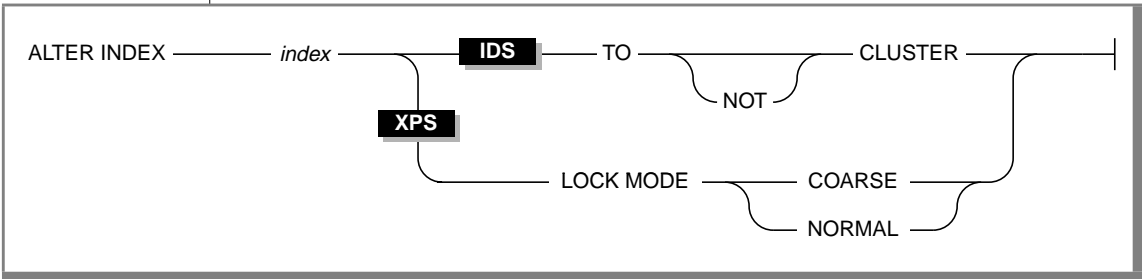 ALTER INDEX index IDS TO CLUSTER
NOT
XPS
LOCK MODE COARSE
NORMAL